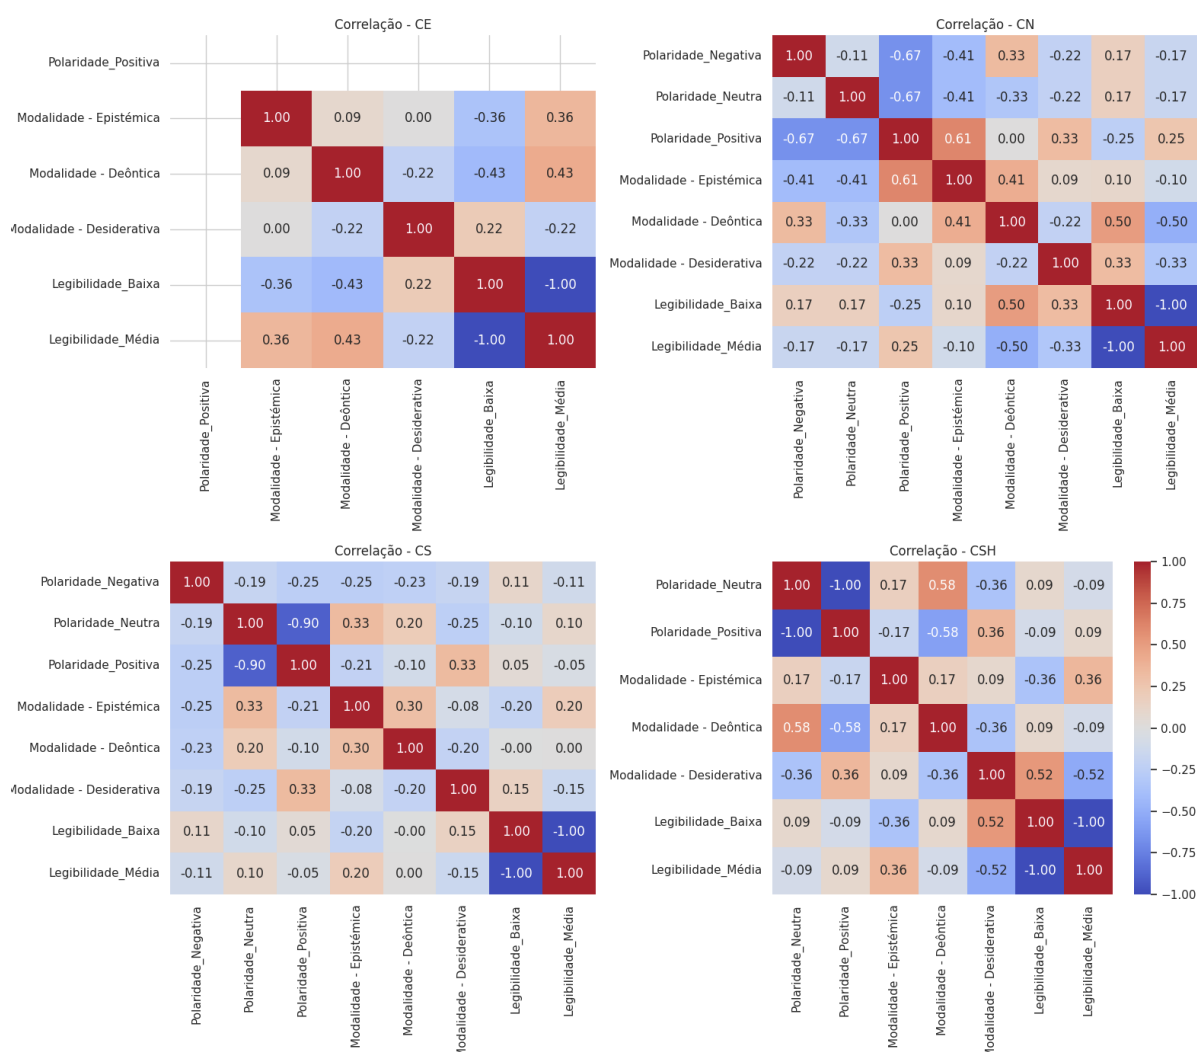 Correlação - CE
Polaridade_Positiva
Modalidade - Epistémica 1.00 0.09 0.00 -0.36 0.36
Modalidade - Deôntica 0.09 1.00 -0.22 -0.43 0.43
Modalidade - Desiderativa 0.00 -0.22 1.00 0.22 -0.22
Legibilidade_Baixa -0.36 -0.43 0.22 1.00 -1.00
Legibilidade_Média 0.36 0.43 -0.22 -1.00 1.00
Polaridade_Positiva
Modalidade - Epistémica
Modalidade - Deôntica
Modalidade - Desiderativa
Legibilidade_Baixa
Legibilidade_Média
Correlação - CN
Polaridade_Negativa 1.00 -0.11 -0.67 -0.41 0.33 -0.22 0.17 -0.17
Polaridade_Neutra -0.11 1.00 -0.67 -0.41 -0.33 -0.22 0.17 -0.17
Polaridade_Positiva -0.67 -0.67 1.00 0.61 0.00 0.33 -0.25 0.25
Modalidade - Epistémica -0.41 -0.41 0.61 1.00 0.41 0.09 0.10 -0.10
Modalidade - Deôntica 0.33 -0.33 0.00 0.41 1.00 -0.22 0.50 -0.50
Modalidade - Desiderativa -0.22 -0.22 0.33 0.09 -0.22 1.00 0.33 -0.33
Legibilidade_Baixa 0.17 0.17 -0.25 0.10 0.50 0.33 1.00 -1.00
Legibilidade_Média -0.17 -0.17 0.25 -0.10 -0.50 -0.33 -1.00 1.00
Polaridade_Negativa
Polaridade_Neutra
Polaridade_Positiva
Modalidade - Epistémica
Modalidade - Deôntica
Modalidade - Desiderativa
Legibilidade_Baixa
Legibilidade_Média
Correlação - CS
Polaridade_Negativa 1.00 -0.19 -0.25 -0.25 -0.23 -0.19 0.11 -0.11
Polaridade_Neutra -0.19 1.00 -0.90 0.33 0.20 -0.25 -0.10 0.10
Polaridade_Positiva -0.25 -0.90 1.00 -0.21 -0.10 0.33 0.05 -0.05
Modalidade - Epistémica -0.25 0.33 -0.21 1.00 0.30 -0.08 -0.20 0.20
Modalidade - Deôntica -0.23 0.20 -0.10 0.30 1.00 -0.20 -0.00 0.00
Modalidade - Desiderativa -0.19 -0.25 0.33 -0.08 -0.20 1.00 0.15 -0.15
Legibilidade_Baixa 0.11 -0.10 0.05 -0.20 -0.00 0.15 1.00 -1.00
Legibilidade_Média -0.11 0.10 -0.05 0.20 0.00 -0.15 -1.00 1.00
Polaridade_Negativa
Polaridade_Neutra
Polaridade_Positiva
Modalidade - Epistémica
Modalidade - Deôntica
Modalidade - Desiderativa
Legibilidade_Baixa
Legibilidade_Média
Correlação - CSH
Polaridade_Neutra 1.00 -1.00 0.17 0.58 -0.36 0.09 -0.09
Polaridade_Positiva -1.00 1.00 -0.17 -0.58 0.36 -0.09 0.09
Modalidade - Epistémica 0.17 -0.17 1.00 0.17 0.09 -0.36 0.36
Modalidade - Deôntica 0.58 -0.58 0.17 1.00 -0.36 0.09 -0.09
Modalidade - Desiderativa -0.36 0.36 0.09 -0.36 1.00 0.52 -0.52
Legibilidade_Baixa 0.09 -0.09 -0.36 0.09 0.52 1.00 -1.00
Legibilidade_Média -0.09 0.09 0.36 -0.09 -0.52 -1.00 1.00
Polaridade_Neutra
Polaridade_Positiva
Modalidade - Epistémica
Modalidade - Deôntica
Modalidade - Desiderativa
Legibilidade_Baixa
Legibilidade_Média
1.00
0.75
0.50
0.25
0.00
−0.25
−0.50
−0.75
−1.00